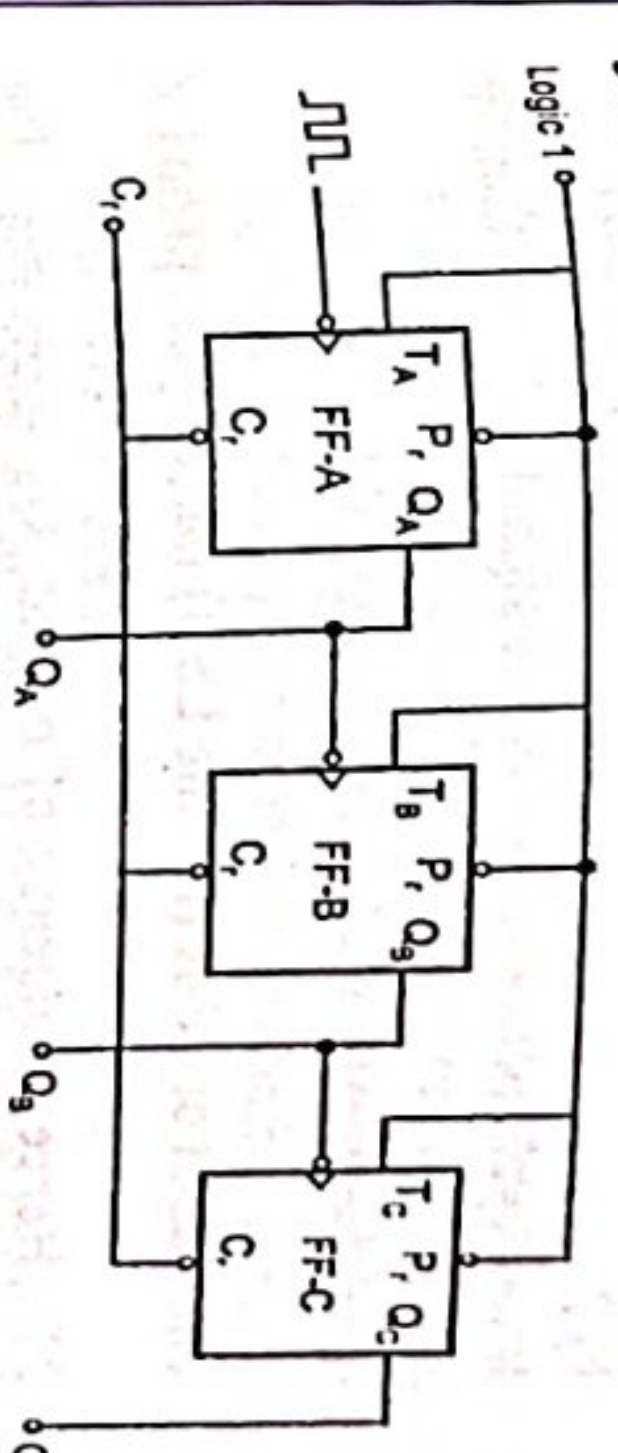 Logic 1
T_A P_r Q_A
FF-A
C_r
T_B P_r Q_B
FF-B
C_r
T_C P_r Q_C
FF-C
C_r
C_r
Q_A
Q_B